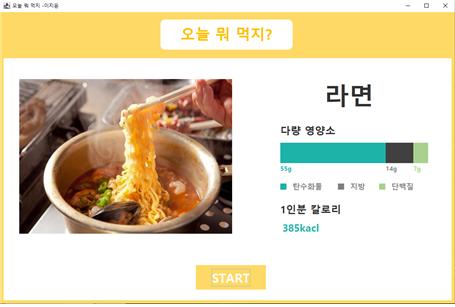 오늘 뭐 먹지 -이지윤
오늘 뭐 먹지?
라면
다량 영양소
55g 14g 7g
탄수화물 지방 단백질
1인분 칼로리
385kacl
START